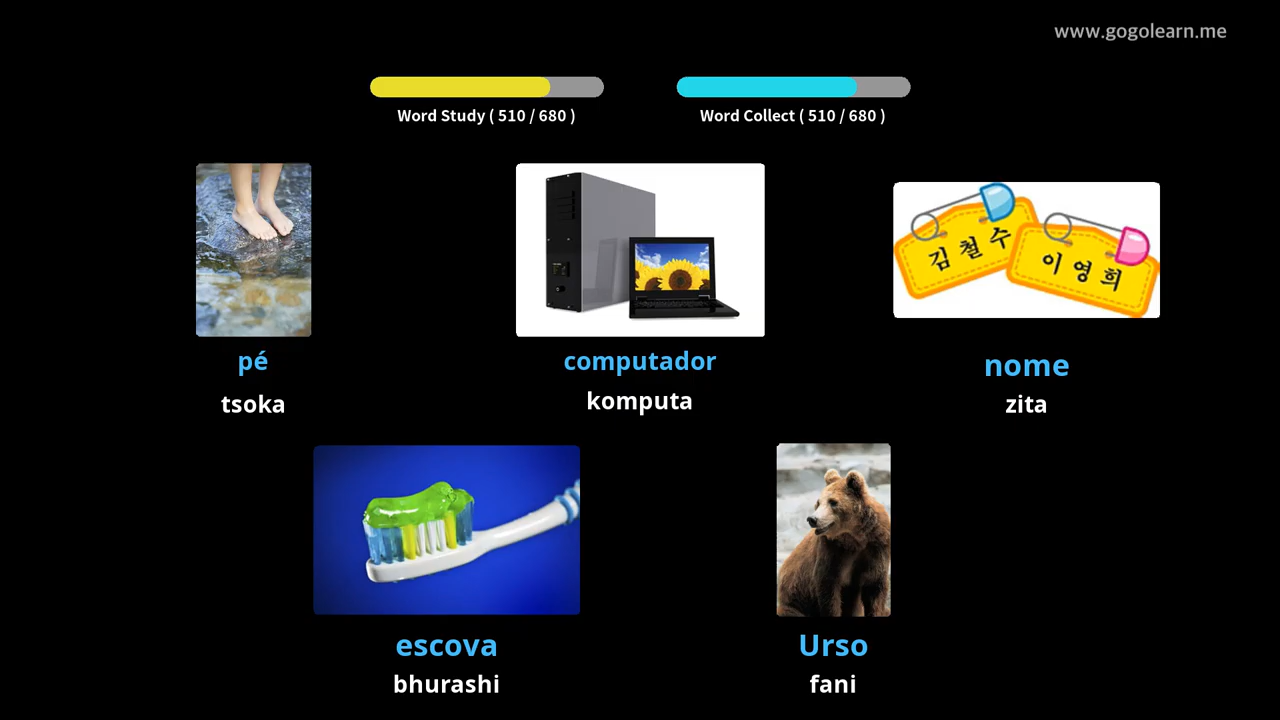 www.gogolearn.me
Word Study ( 510 / 680 )
Word Collect ( 510 / 680 )
김철수
이영희
pé
computador
nome
tsoka
komputa
zita
escova
Urso
bhurashi
fani